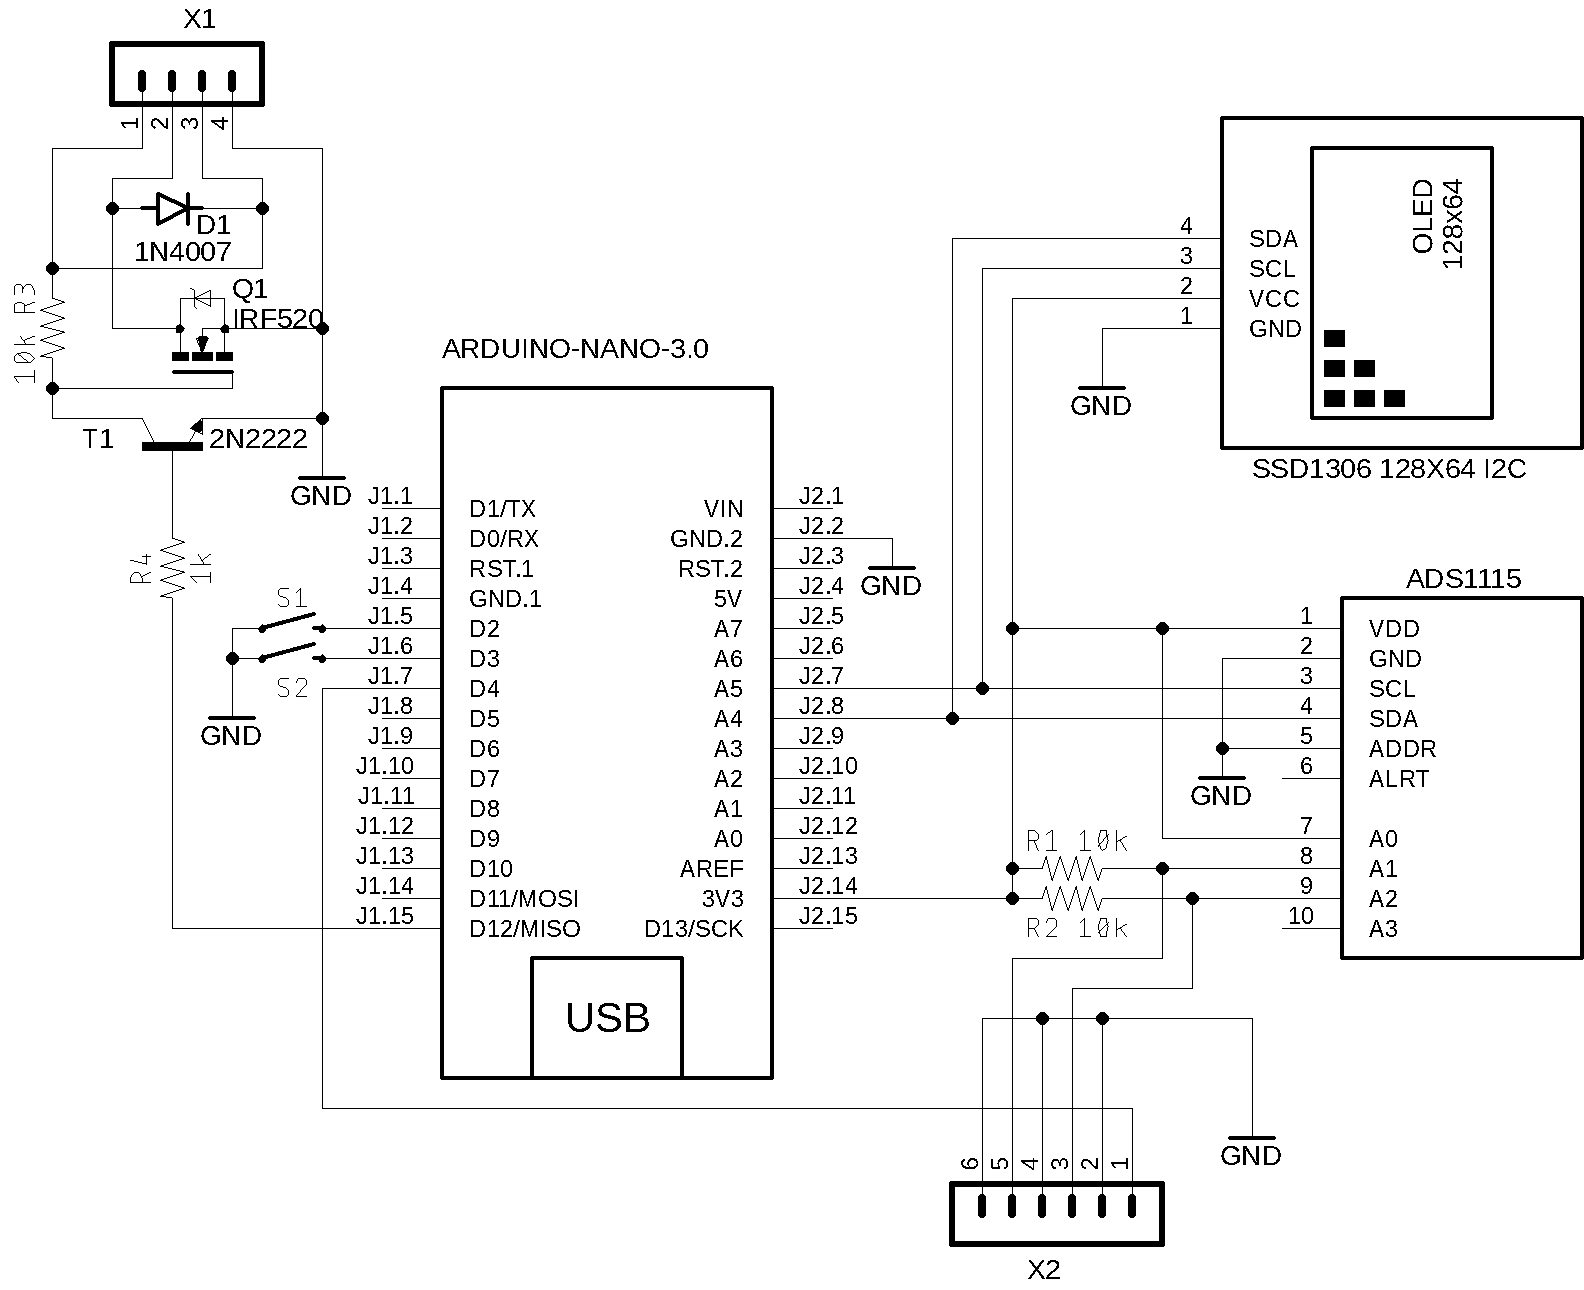 X1
1
2
3
4
D1
1N4007
Q1
IRF520
10k R3
T1
2N2222
GND
R4
1k
S1
S2
GND
ARDUINO-NANO-3.0
J1.1 D1/TX VIN J2.1
J1.2 D0/RX GND.2 J2.2
J1.3 RST.1 RST.2 J2.3
J1.4 GND.1 5V J2.4
J1.5 D2 A7 J2.5
J1.6 D3 A6 J2.6
J1.7 D4 A5 J2.7
J1.8 D5 A4 J2.8
J1.9 D6 A3 J2.9
J1.10 D7 A2 J2.10
J1.11 D8 A1 J2.11
J1.12 D9 A0 J2.12
J1.13 D10 AREF J2.13
J1.14 D11/MOSI 3V3 J2.14
J1.15 D12/MISO D13/SCK J2.15
USB
GND
OLED
128x64
4 SDA
3 SCL
2 VCC
1 GND
GND
SSD1306 128X64 I2C
ADS1115
1 VDD
2 GND
3 SCL
4 SDA
5 ADDR
6 ALRT
GND
7 A0
8 A1
9 A2
10 A3
R1 10k
R2 10k
GND
6
5
4
3
2
1
X2